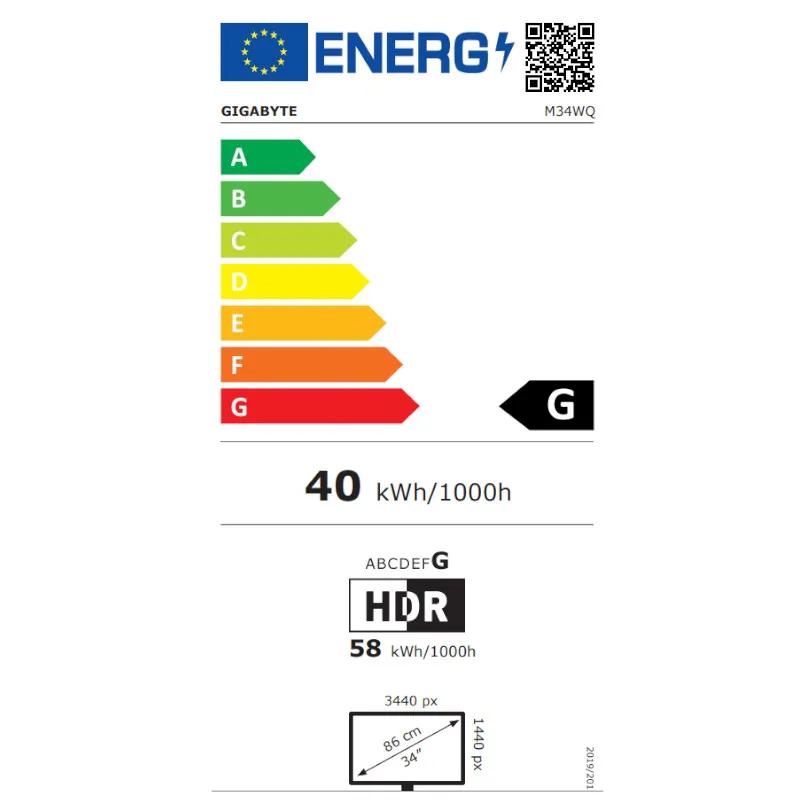 ENERG
GIGABYTE M34WQ
A
B
C
D
E
F
G
G
40 kWh/1000h
ABCDEFG
HDR
58 kWh/1000h
3440 px
1440 px
86 cm
34"
2019/201